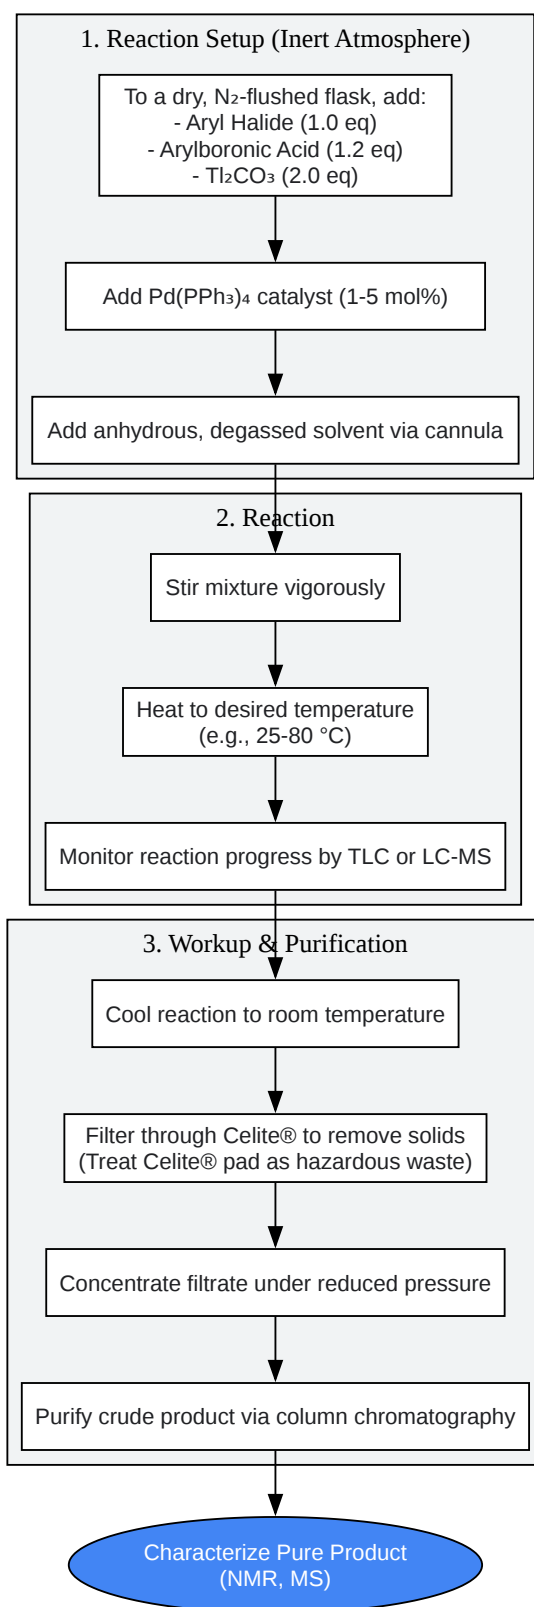 1. Reaction Setup (Inert Atmosphere)
To a dry, N₂-flushed flask, add:
- Aryl Halide (1.0 eq)
- Arylboronic Acid (1.2 eq)
- Tl₂CO₃ (2.0 eq)
Add Pd(PPh₃)₄ catalyst (1-5 mol%)
Add anhydrous, degassed solvent via cannula
2. Reaction
Stir mixture vigorously
Heat to desired temperature
(e.g., 25-80 °C)
Monitor reaction progress by TLC or LC-MS
3. Workup & Purification
Cool reaction to room temperature
Filter through Celite® to remove solids
(Treat Celite® pad as hazardous waste)
Concentrate filtrate under reduced pressure
Purify crude product via column chromatography
Characterize Pure Product
(NMR, MS)